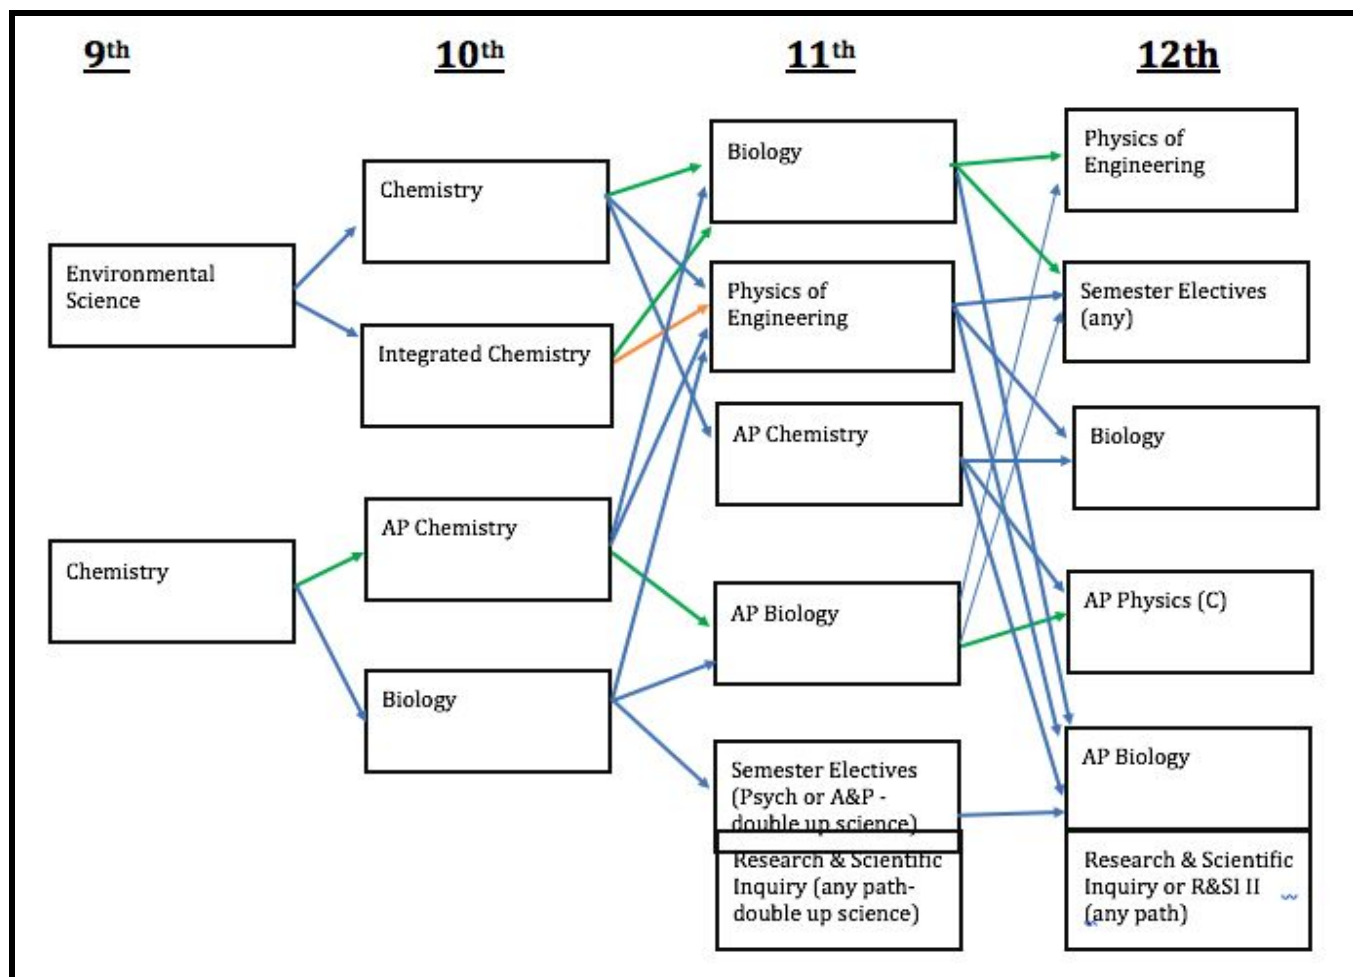 9th
10th
11th
12th
Environmental
Science
Chemistry
Chemistry
Integrated Chemistry
AP Chemistry
Biology
Biology
Physics of
Engineering
AP Chemistry
AP Biology
Semester Electives
(Psych or A&P -
double up science)
Research & Scientific
Inquiry (any path-
double up science)
Physics of
Engineering
Semester Electives
(any)
Biology
AP Physics (C)
AP Biology
Research & Scientific
Inquiry or R&SI II
(any path)